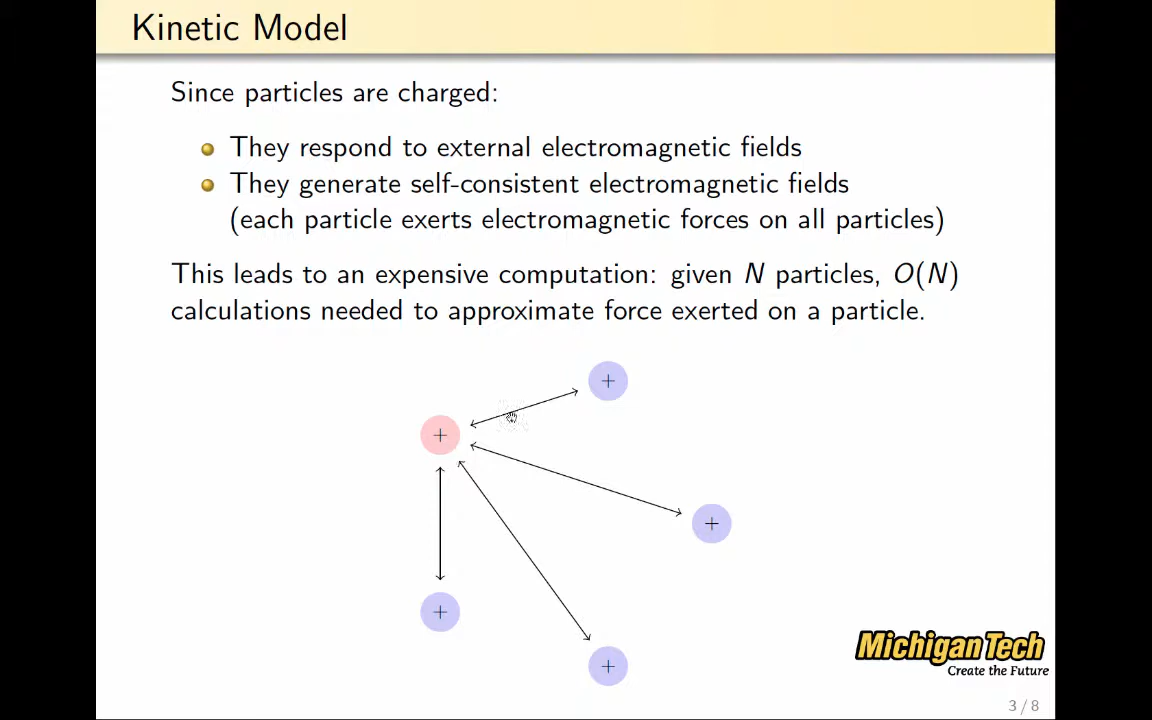 Kinetic Model
Since particles are charged:
They respond to external electromagnetic fields
They generate self-consistent electromagnetic fields
(each particle exerts electromagnetic forces on all particles)
This leads to an expensive computation: given N particles, O(N)
calculations needed to approximate force exerted on a particle.
+
+
+
+
+
Michigan Tech
Create the Future
3 / 8